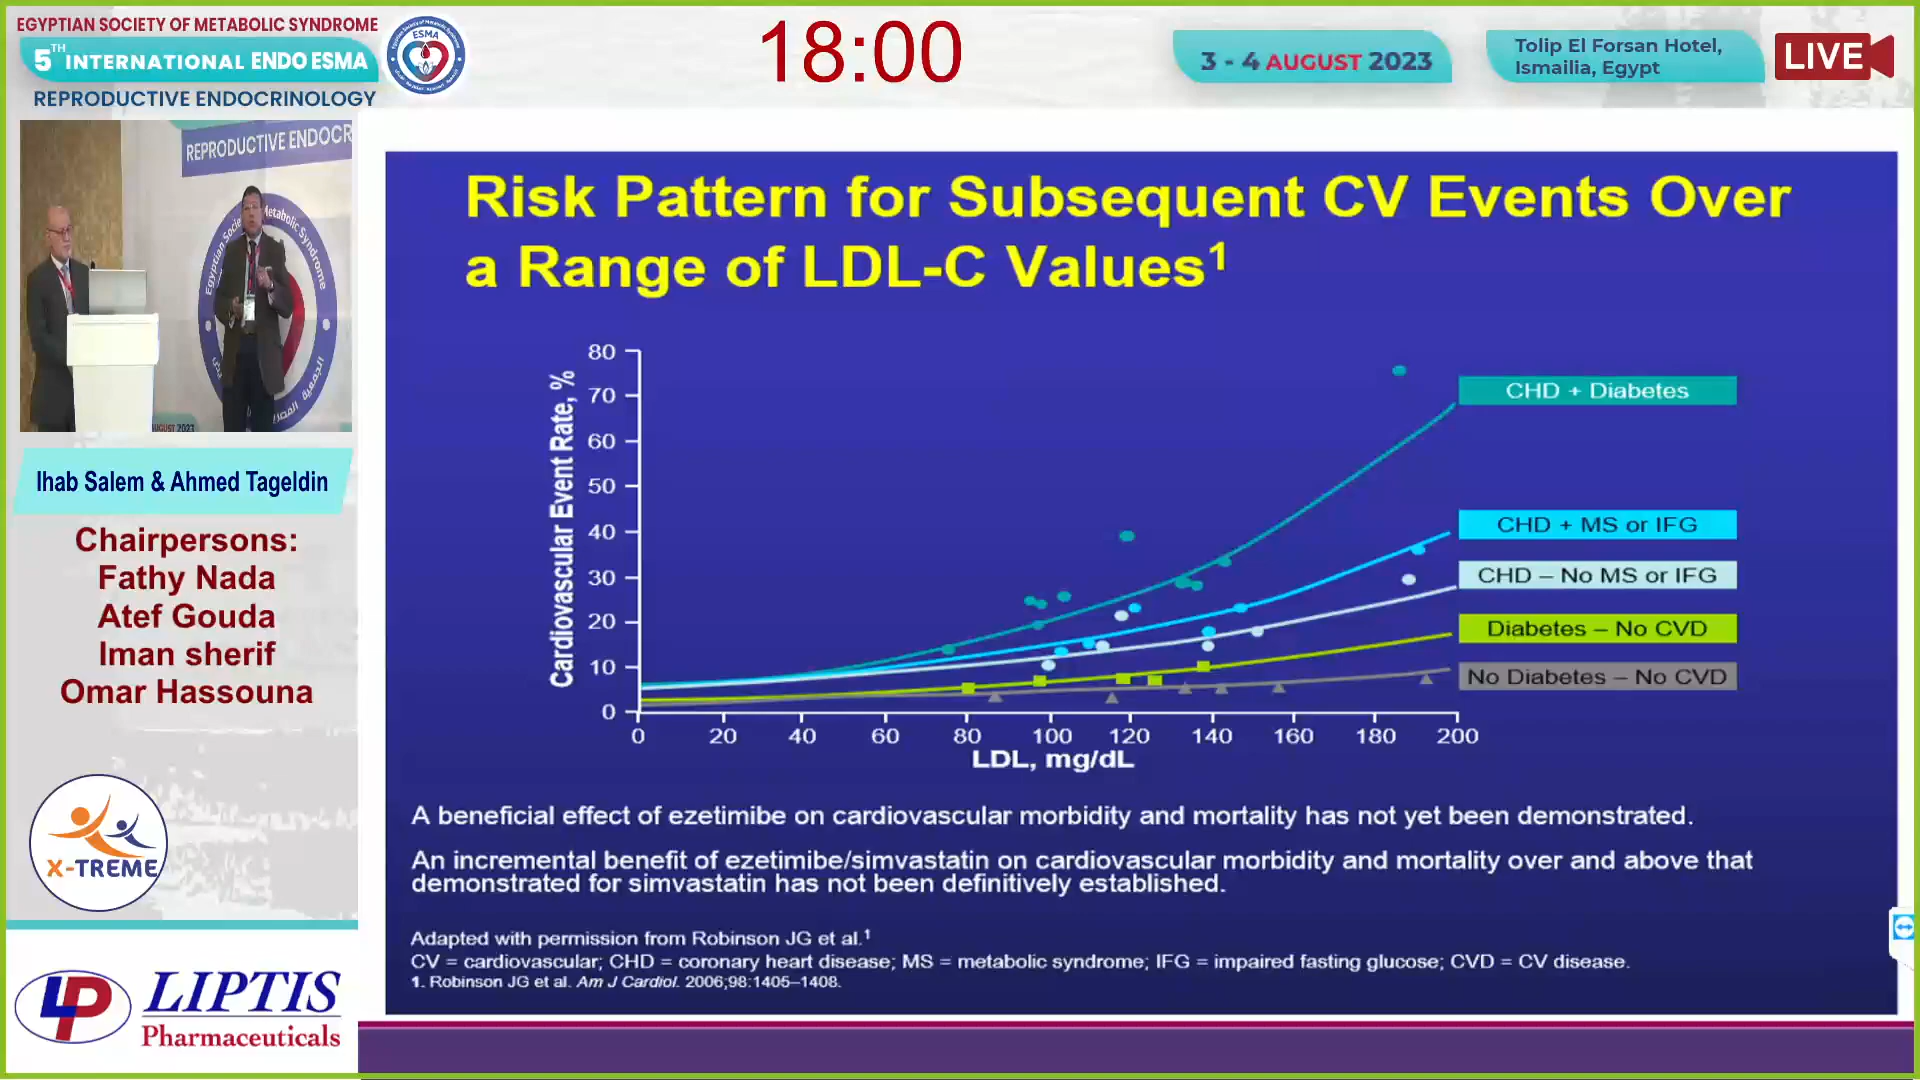 EGYPTIAN SOCIETY OF METABOLIC SYNDROME
5TH INTERNATIONAL ENDO ESMA
REPRODUCTIVE ENDOCRINOLOGY
ESMA
18:00
3 - 4 AUGUST 2023
Tolip El Forsan Hotel,
Ismailia, Egypt
LIVE
REPRODUCTIVE ENDOCR
Egyptian Socie
Metabolic Syndrome
AUGUST 2023
Ihab Salem & Ahmed Tageldin
Chairpersons:
Fathy Nada
Atef Gouda
Iman sherif
Omar Hassouna
X-TREME
LP LIPTIS
Pharmaceuticals
Risk Pattern for Subsequent CV Events Over
a Range of LDL-C Values1
Cardiovascular Event Rate, %
80
70
60
50
40
30
20
10
0
0 20 40 60 80 100 120 140 160 180 200
LDL, mg/dL
CHD + Diabetes
CHD + MS or IFG
CHD – No MS or IFG
Diabetes – No CVD
No Diabetes – No CVD
A beneficial effect of ezetimibe on cardiovascular morbidity and mortality has not yet been demonstrated.
An incremental benefit of ezetimibe/simvastatin on cardiovascular morbidity and mortality over and above that
demonstrated for simvastatin has not been definitively established.
Adapted with permission from Robinson JG et al.1
CV = cardiovascular; CHD = coronary heart disease; MS = metabolic syndrome; IFG = impaired fasting glucose; CVD = CV disease.
1. Robinson JG et al. Am J Cardiol. 2006;98:1405–1408.